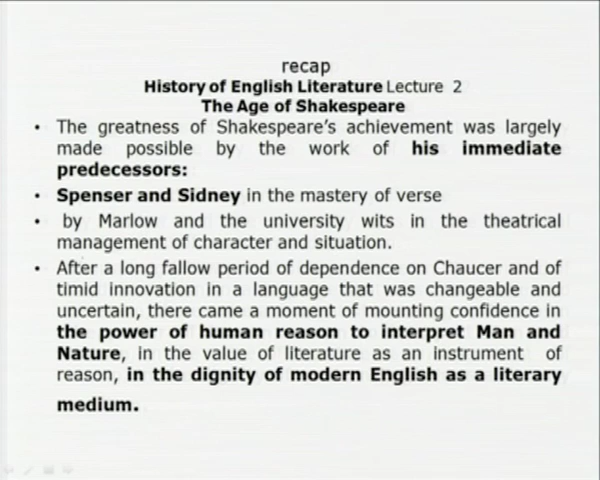 recap
History of English Literature Lecture 2
The Age of Shakespeare
• The greatness of Shakespeare's achievement was largely
made possible by the work of his immediate
predecessors:
• Spenser and Sidney in the mastery of verse
• by Marlow and the university wits in the theatrical
management of character and situation.
• After a long fallow period of dependence on Chaucer and of
timid innovation in a language that was changeable and
uncertain, there came a moment of mounting confidence in
the power of human reason to interpret Man and
Nature, in the value of literature as an instrument of
reason, in the dignity of modern English as a literary
medium.